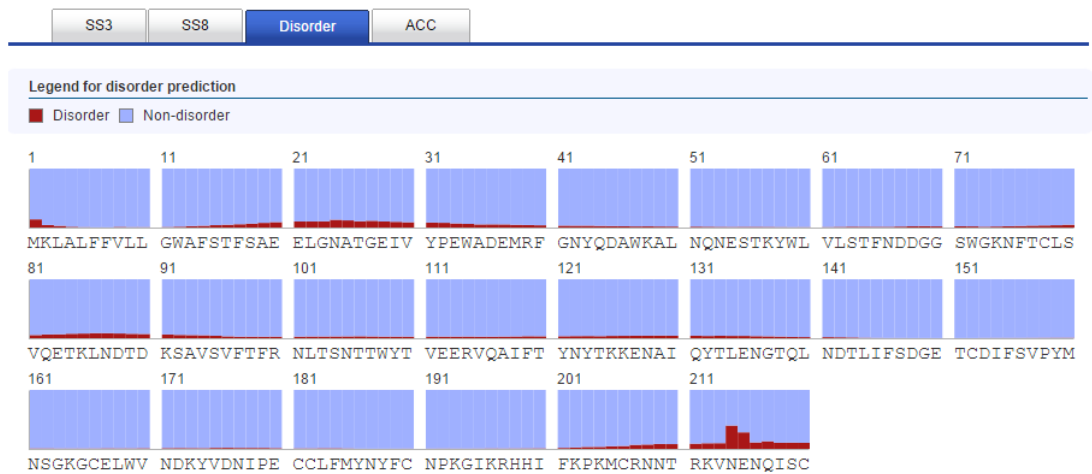 SS3 SS8 Disorder ACC
Legend for disorder prediction
Disorder Non-disorder
1 11 21 31 41 51 61 71
MKLALFFVLL GWAFSTFSAE ELGNATGEIV YPEWADEMRF GNYQDAWKAL NQNESTKYWL VLSTFNDDGG SWGKNFTCLS
81 91 101 111 121 131 141 151
VQETKLNDTD KSAVSVFTFR NLTSNTTWYT VEERVQAIFT YNYTKKENAI QYTLENGTQL NDTLIFSDGE TCDIFSVPYM
161 171 181 191 201 211
NSGKGCELWV NDKYVDNIPE CCLFMYNYFC NPKGIKRHHI FKPKMCRNNT RKVNENQISC